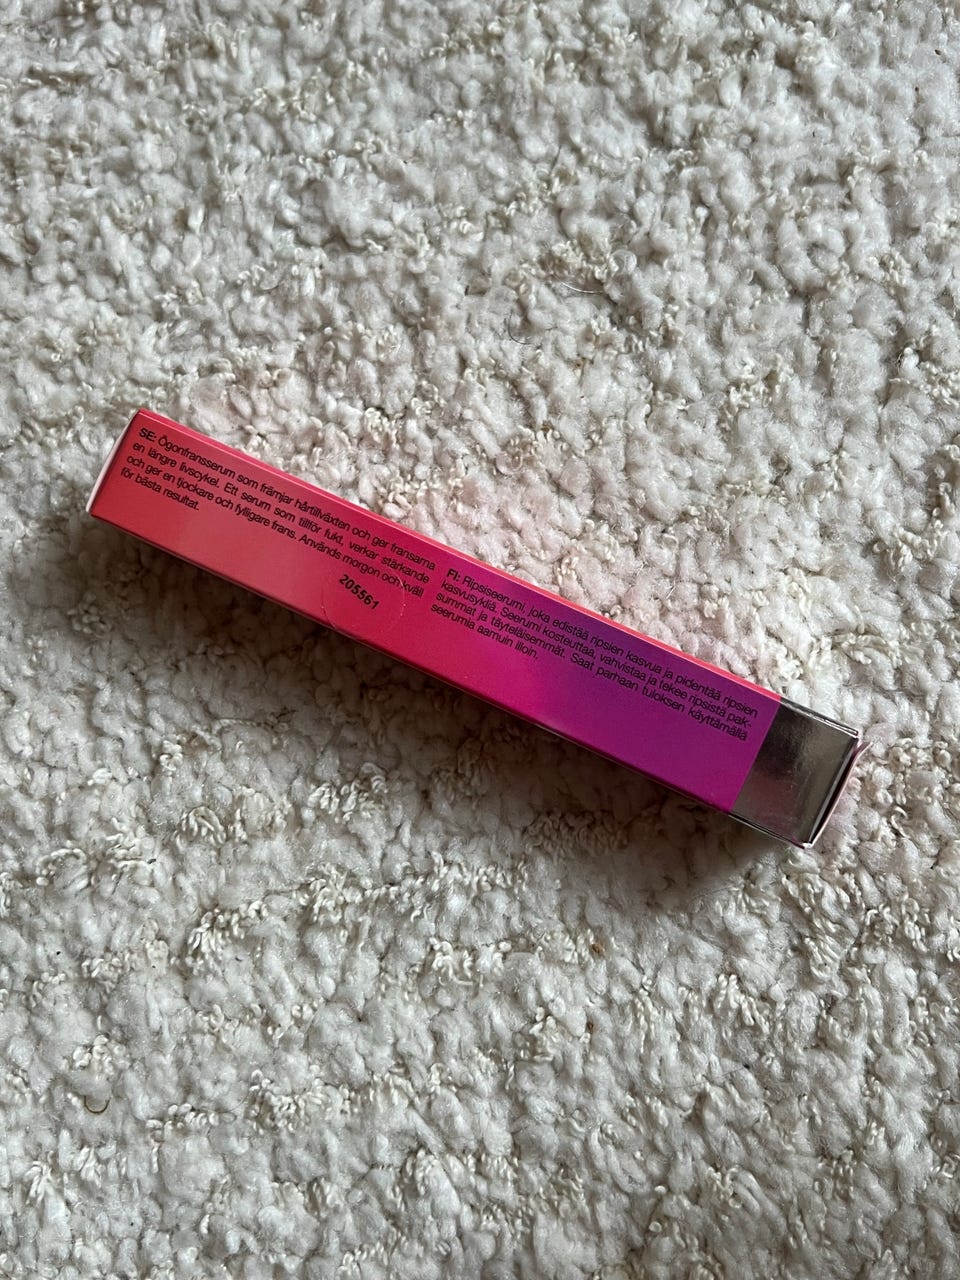 SE: Ögonfransserum som främjar hårtillväxten och ger fransarna
en längre livscykel. Ett serum som tillför fukt, verkar stärkande
och ger en tjockare och fylligare frans. Används morgon och kväll
för bästa resultat.
205561
FI: Ripsiseerumi, joka edistää ripsien kasvua ja pidentää ripsien
kasvusykliä. Seerumi kosteuttaa, vahvistaa ja tekee ripsistä pak-
summat ja täyteläisemmät. Saat parhaan tuloksen käyttämällä
seerumia aamuin illoin.